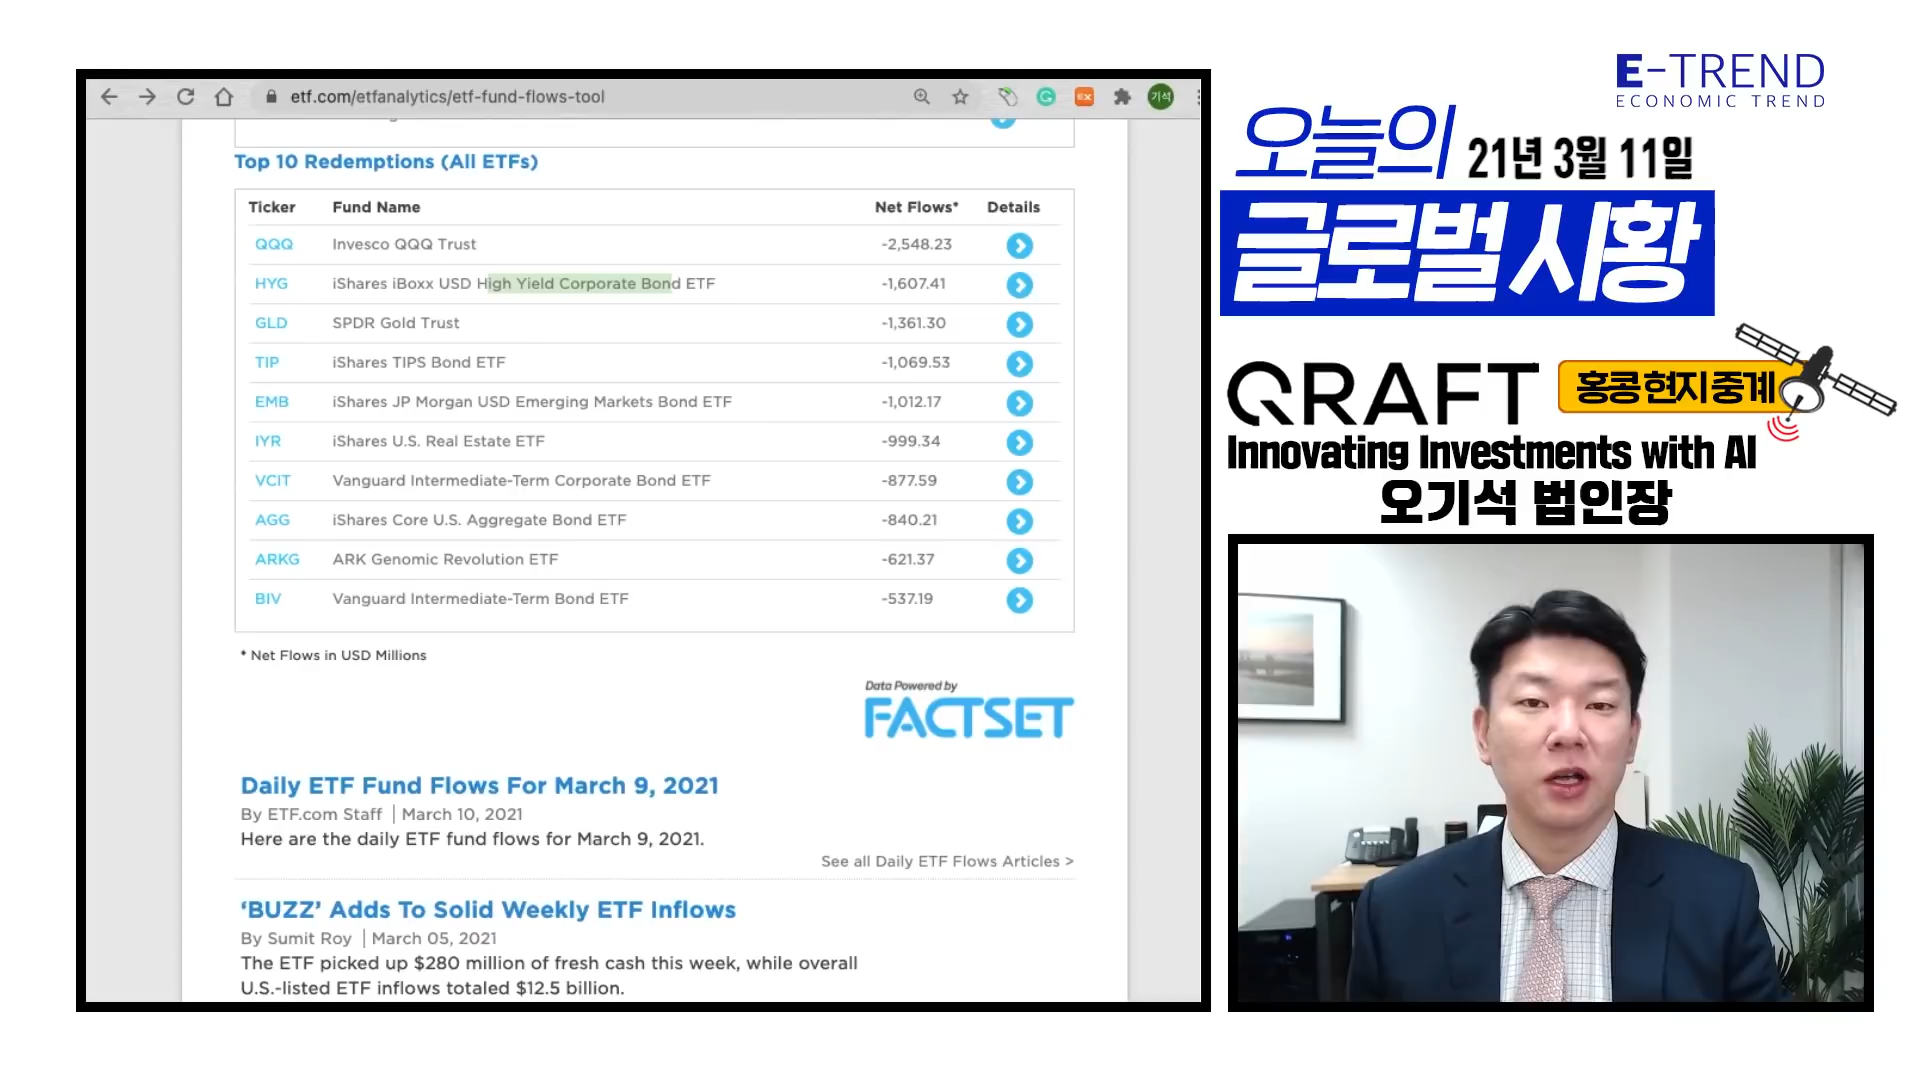 etf.com/etfanalytics/etf-fund-flows-tool
기석
Top 10 Redemptions (All ETFs)
Ticker Fund Name Net Flows* Details
QQQ Invesco QQQ Trust -2,548.23
HYG iShares iBoxx USD High Yield Corporate Bond ETF -1,607.41
GLD SPDR Gold Trust -1,361.30
TIP iShares TIPS Bond ETF -1,069.53
EMB iShares JP Morgan USD Emerging Markets Bond ETF -1,012.17
IYR iShares U.S. Real Estate ETF -999.34
VCIT Vanguard Intermediate-Term Corporate Bond ETF -877.59
AGG iShares Core U.S. Aggregate Bond ETF -840.21
ARKG ARK Genomic Revolution ETF -621.37
BIV Vanguard Intermediate-Term Bond ETF -537.19
* Net Flows in USD Millions
Data Powered by
FACTSET
Daily ETF Fund Flows For March 9, 2021
By ETF.com Staff | March 10, 2021
Here are the daily ETF fund flows for March 9, 2021.
See all Daily ETF Flows Articles >
‘BUZZ’ Adds To Solid Weekly ETF Inflows
By Sumit Roy | March 05, 2021
The ETF picked up $280 million of fresh cash this week, while overall
U.S.-listed ETF inflows totaled $12.5 billion.
E-TREND
ECONOMIC TREND
오늘의 21년 3월 11일
글로벌 시황
QRAFT 홍콩 현지 중계
Innovating Investments with AI
오기석 법인장